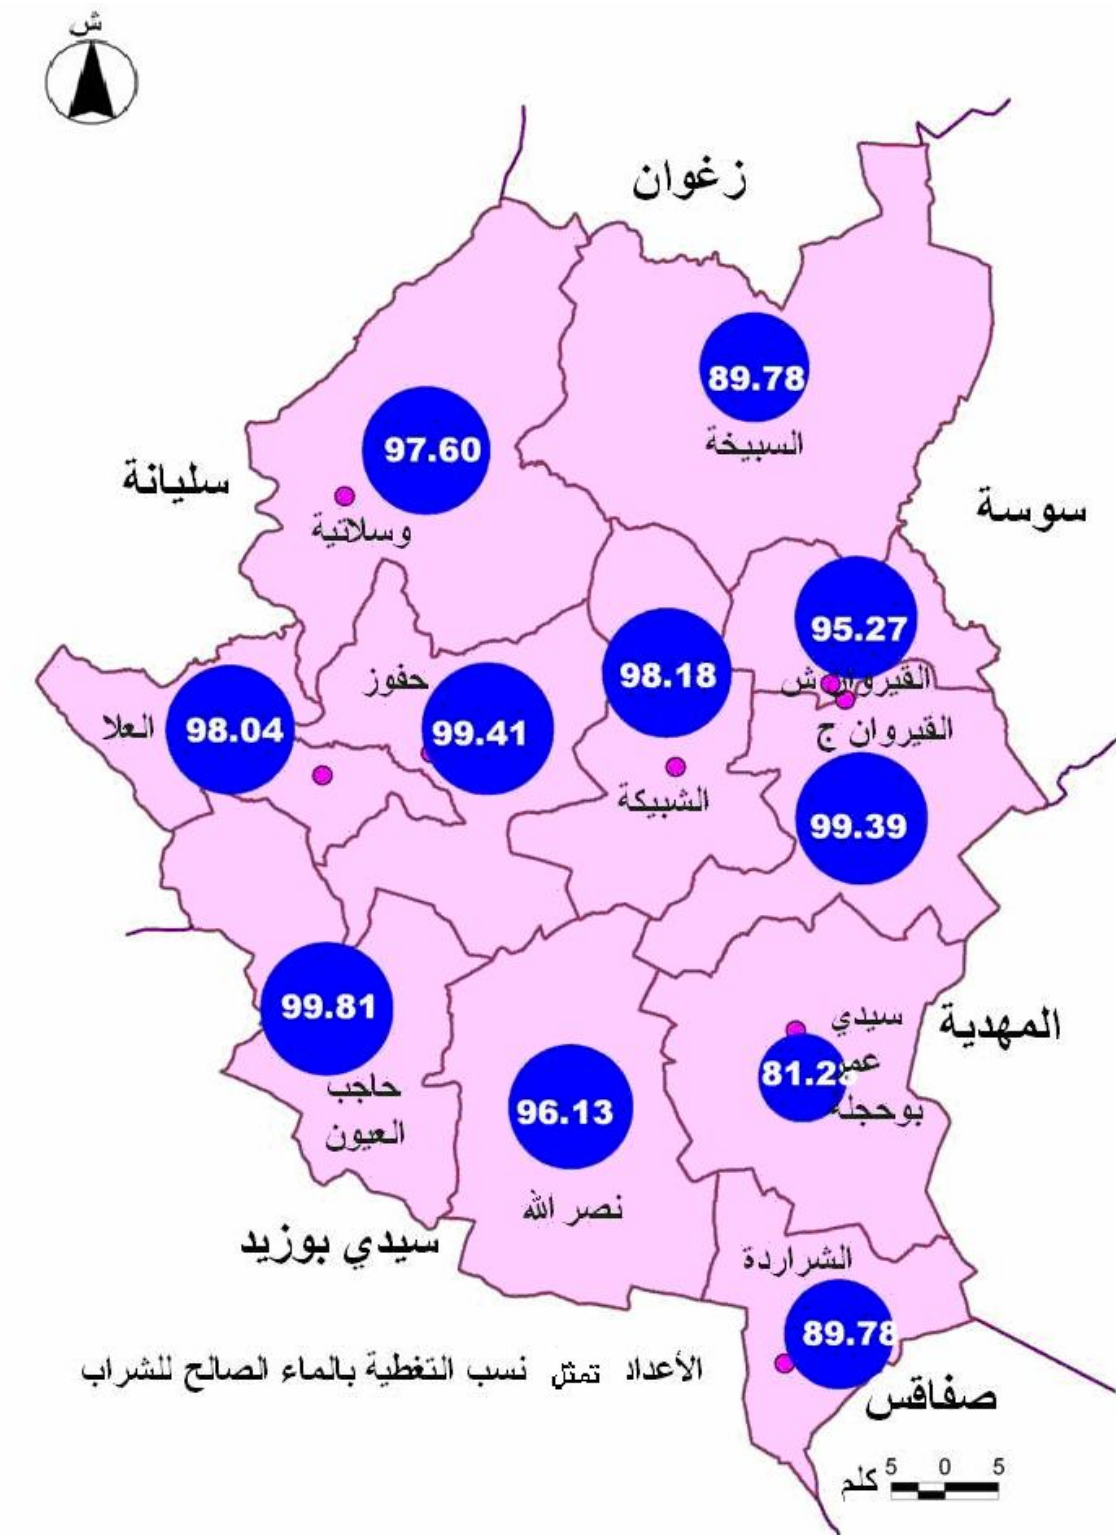 ش
زغوان
89.78
السبيخة
97.60
سليانة
وسلاتية
سوسة
95.27
القيروان ش
98.18
حفوز
99.41
98.04
العلا
القيروان ج
الشبيكة
99.39
99.81
حاجب
العيون
سيدي
عمر
بوحجلة
المهدية
96.13
نصر الله
سيدي بوزيد
الشراردة
89.78
صفاقس
الأعداد تمثل نسب التغطية بالماء الصالح للشراب
كلم
5 0 5